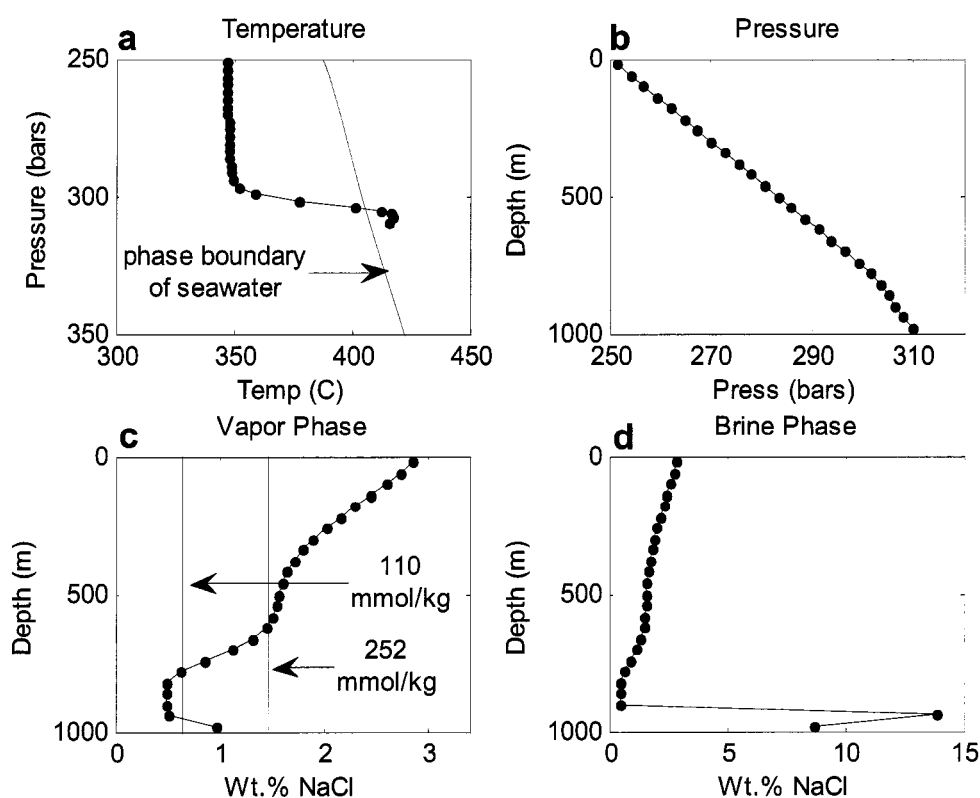 a
Temperature
250
300
350
Pressure (bars)
phase boundary
of seawater
300
350
400
450
Temp (C)
b
Pressure
0
500
1000
Depth (m)
250
270
290
310
Press (bars)
c
Vapor Phase
0
500
1000
Depth (m)
110
mmol/kg
252
mmol/kg
0
1
2
3
Wt.% NaCl
d
Brine Phase
0
500
1000
Depth (m)
0
5
10
15
Wt.% NaCl